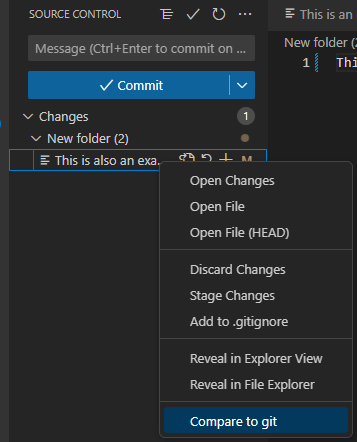 SOURCE CONTROL
This is an
Message (Ctrl+Enter to commit on ...
New folder (2
Commit
1 Thi
Changes 1
New folder (2)
This is also an exa... M
Open Changes
Open File
Open File (HEAD)
Discard Changes
Stage Changes
Add to .gitignore
Reveal in Explorer View
Reveal in File Explorer
Compare to git